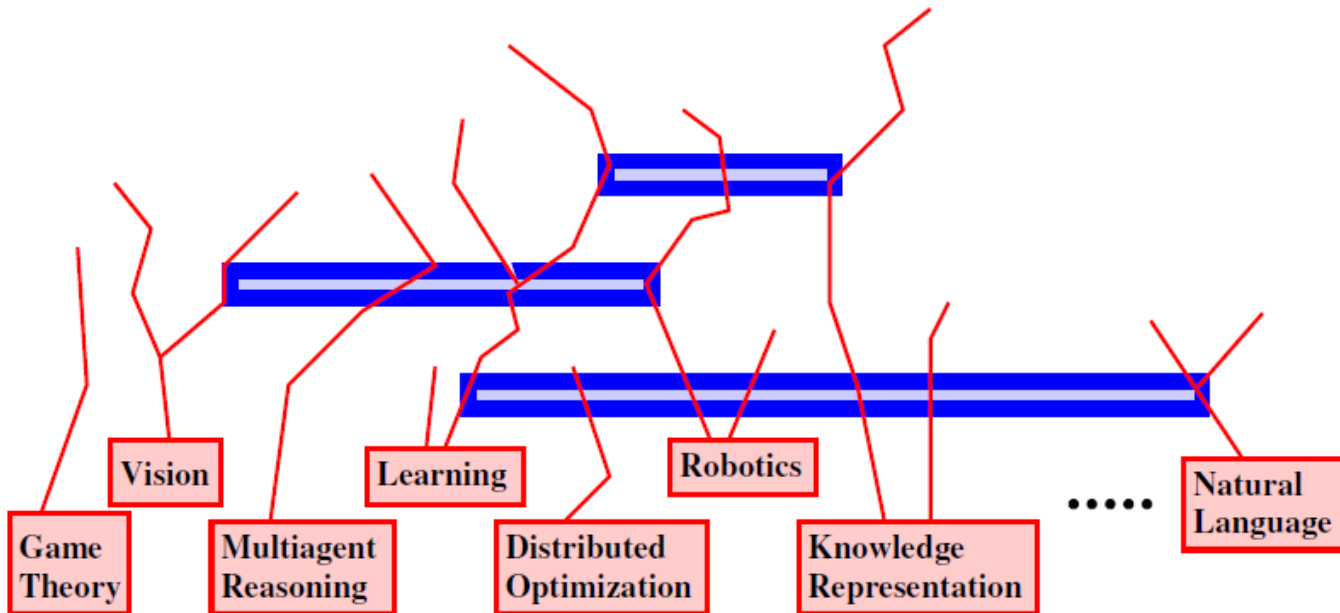 Vision
Learning
Robotics
Natural
Language
Game
Theory
Multiagent
Reasoning
Distributed
Optimization
Knowledge
Representation